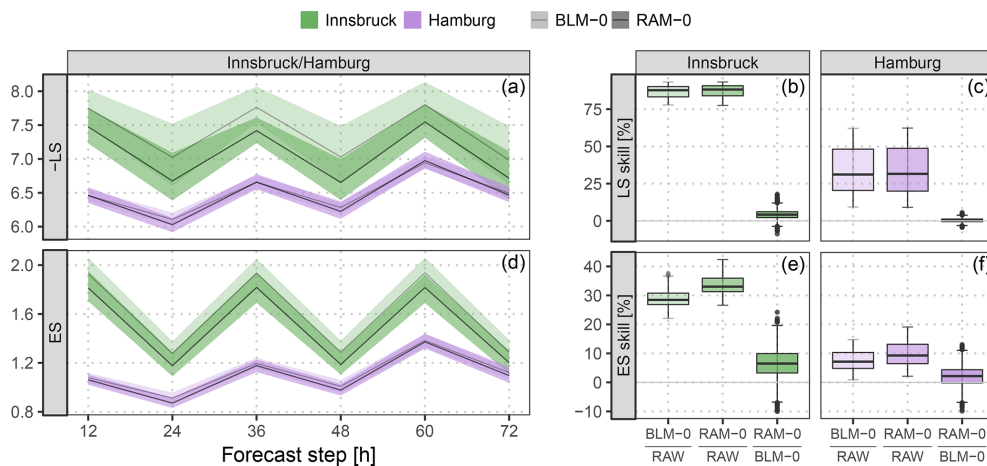 Innsbruck Hamburg BLM−0 RAM−0
Innsbruck/Hamburg
Innsbruck
Hamburg
(a)
(b)
(c)
−LS
8.0
7.5
7.0
6.5
6.0
LS skill [%]
75
50
25
0
(d)
(e)
(f)
ES
2.0
1.6
1.2
0.8
ES skill [%]
40
30
20
10
0
−10
12 24 36 48 60 72
Forecast step [h]
BLM−0 RAM−0 RAM−0 BLM−0 RAM−0 RAM−0
RAW RAW BLM−0 RAW RAW BLM−0